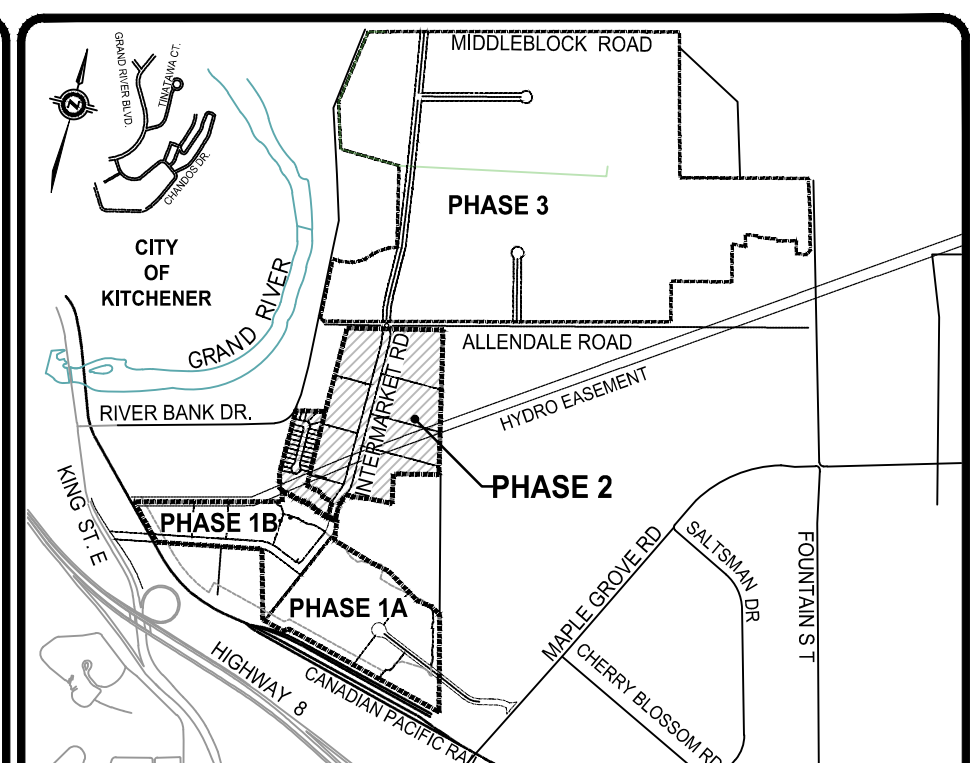 MIDDLEBLOCK ROAD
GRAND RIVER BLVD.
TINATAWA CT.
Z
CHANDOS DR.
PHASE 3
CITY
OF
KITCHENER
GRAND RIVER
ALLENDALE ROAD
INTERMARKET RD
HYDRO EASEMENT
RIVER BANK DR.
PHASE 2
KING ST. E
PHASE 1B
SALTSMAN DR
FOUNTAIN S T
MAPLE GROVE RD
PHASE 1A
CHERRY BLOSSOM RD
HIGHWAY 8
CANADIAN PACIFIC RAI